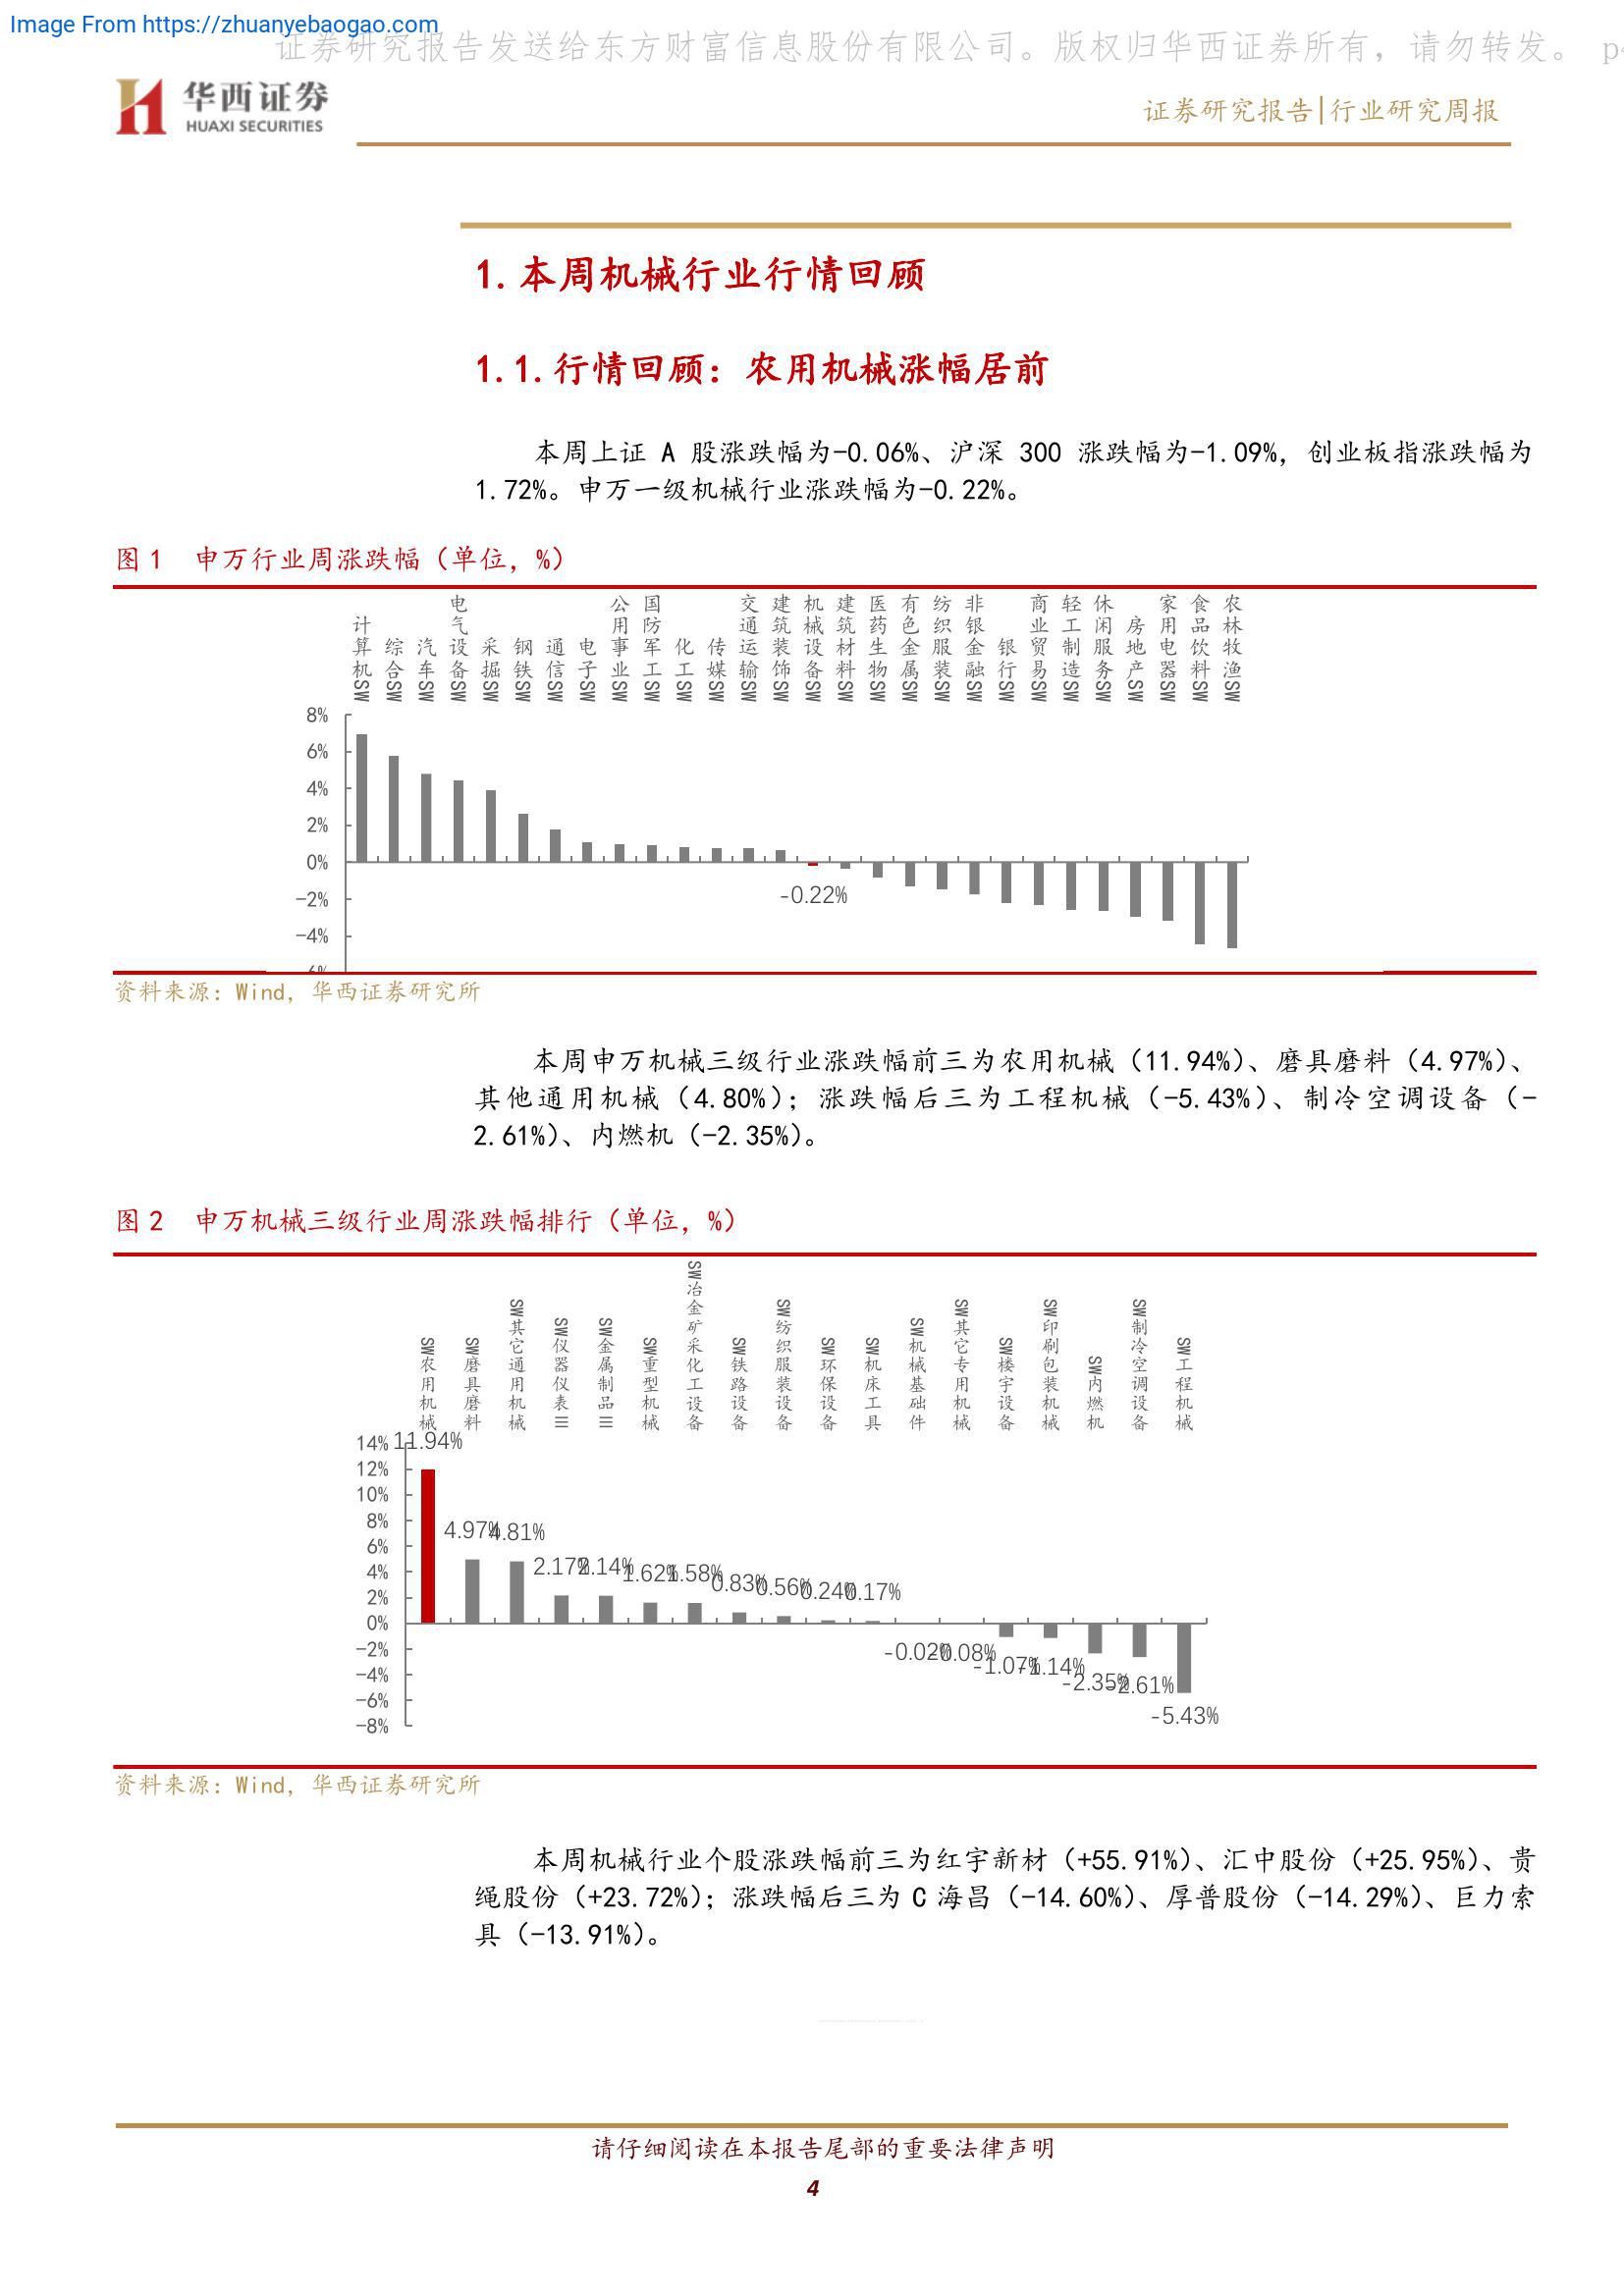 Image From https://zhuanyebaogao.com
证券研究报告发送给东方财富信息股份有限公司。版权归华西证券所有，请勿转发。 p4
华西证券
HUAXI SECURITIES
证券研究报告|行业研究周报
1.本周机械行业行情回顾
1.1.行情回顾：农用机械涨幅居前
本周上证 A 股涨跌幅为-0.06%、沪深 300 涨跌幅为-1.09%，创业板指涨跌幅为
1.72%。申万一级机械行业涨跌幅为-0.22%。
图 1 申万行业周涨跌幅（单位，%）
计算机SSW
综合SSW
汽车SSW
电气设备SSW
采掘SSW
钢铁SSW
通信SSW
电子SSW
公用事业SSW
国防军工SSW
化工SSW
传媒SSW
交通运输SSW
建筑装饰SSW
机械设备SSW
建筑材料SSW
医药生物SSW
有色金属SSW
纺织服装SSW
非银金融SSW
银行SSW
商业贸易SSW
轻工制造SSW
休闲服务SSW
房地产SSW
家用电器SSW
食品饮料SSW
农林牧渔SSW
8%
6%
4%
2%
0%
-2%
-4%
-0.22%
资料来源：Wind，华西证券研究所
本周申万机械三级行业涨跌幅前三为农用机械（11.94%）、磨具磨料（4.97%）、
其他通用机械（4.80%）；涨跌幅后三为工程机械（-5.43%）、制冷空调设备（-
2.61%）、内燃机（-2.35%）。
图 2 申万机械三级行业周涨跌幅排行（单位，%）
SW农用机械
SW磨具磨料
SW其它通用机械
SW仪器仪表III
SW金属制品III
SW重型机械
SW冶金矿采化工设备
SW铁路设备
SW纺织服装设备
SW环保设备
SW机床工具
SW机械基础件
SW其它专用机械
SW楼宇设备
SW印刷包装机械
SW内燃机
SW制冷空调设备
SW工程机械
14%
12%
10%
8%
6%
4%
2%
0%
-2%
-4%
-6%
-8%
11.94%
4.97%
4.81%
2.17%
2.14%
1.62%
1.58%
0.83%
0.56%
0.24%
0.17%
-0.02%
-0.08%
-1.07%
-1.14%
-2.35%
-2.61%
-5.43%
资料来源：Wind，华西证券研究所
本周机械行业个股涨跌幅前三为红宇新材（+55.91%）、汇中股份（+25.95%）、贵
绳股份（+23.72%）；涨跌幅后三为 C 海昌（-14.60%）、厚普股份（-14.29%）、巨力索
具（-13.91%）。
请仔细阅读在本报告尾部的重要法律声明
4